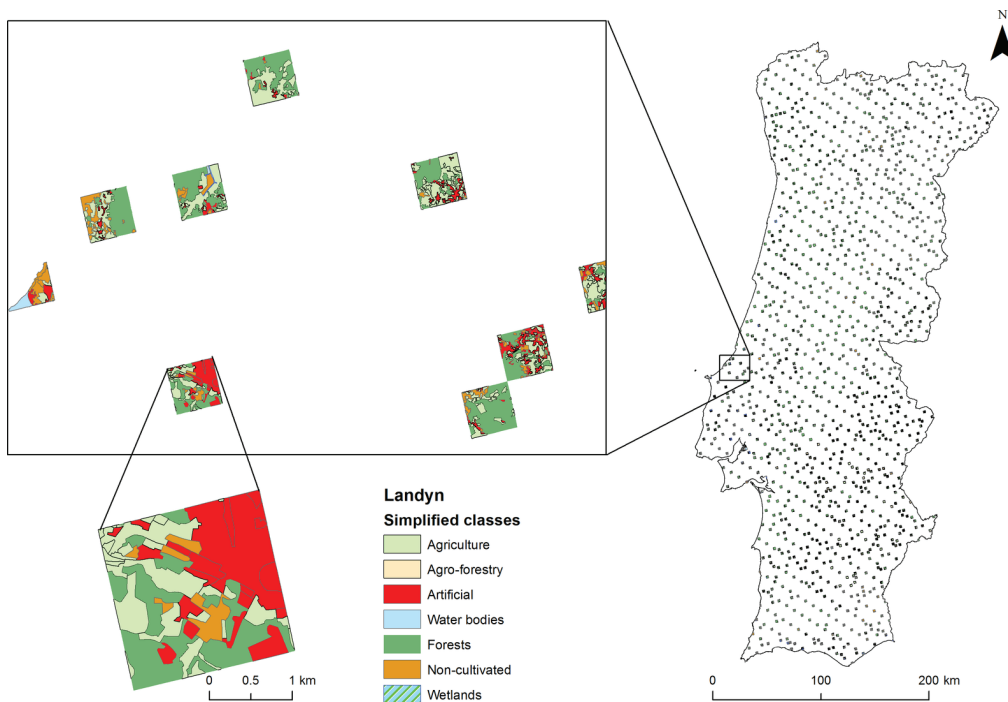 N
Landyn
Simplified classes
Agriculture
Agro-forestry
Artificial
Water bodies
Forests
Non-cultivated
Wetlands
0 0.5 1 km
0 100 200 km